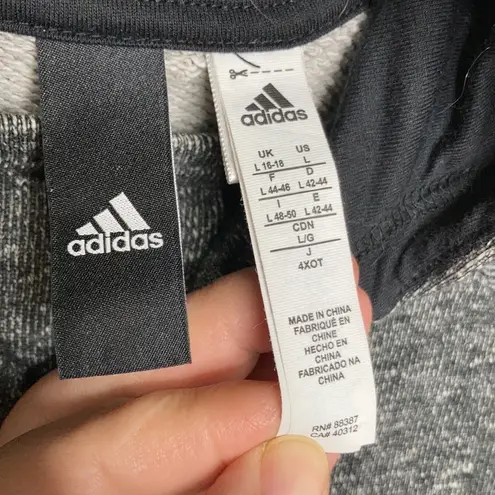 adidas
adidas
UK US
L 16-18 L
F D
L 44-46 L 42-44
I E
L 48-50 L 42-44
CDN
L/G
J
4XOT
MADE IN CHINA
FABRIQUÉ EN
CHINE
HECHO EN
CHINA
FABRICADO NA
CHINA
RN# 88387
CA# 40312